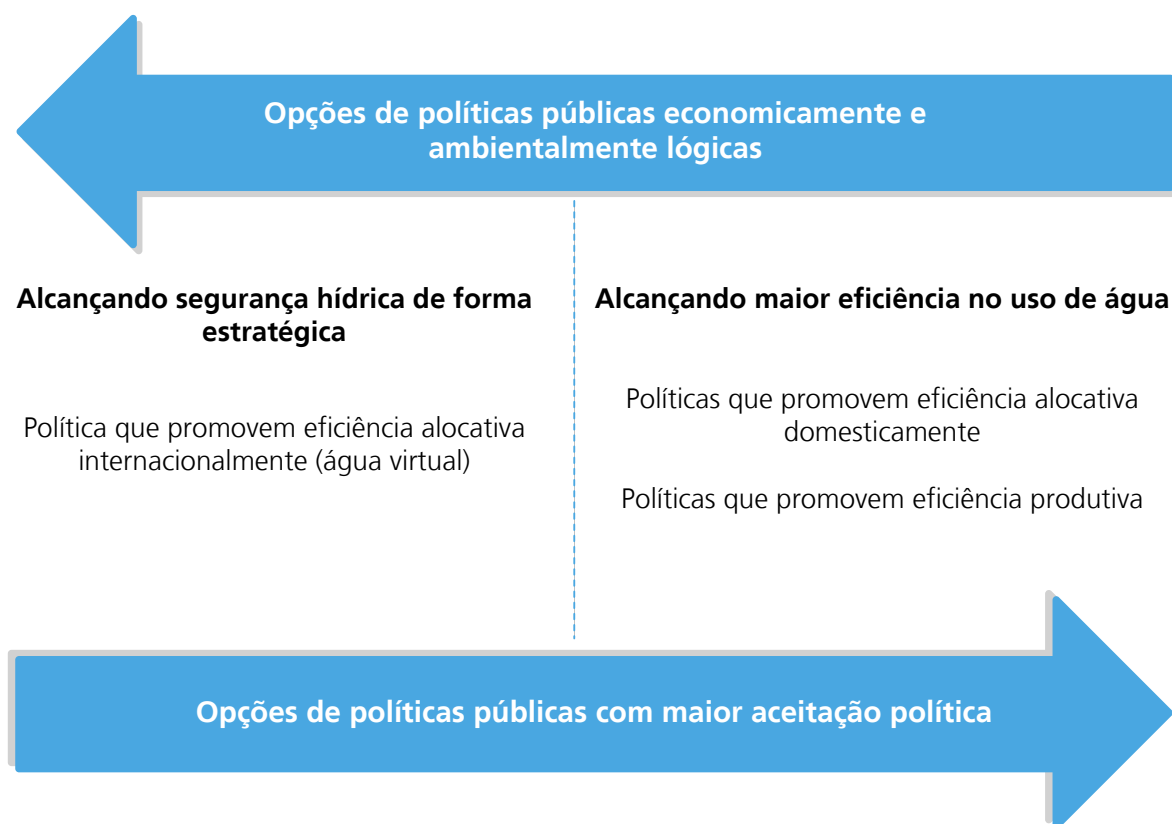 Opções de políticas públicas economicamente e
ambientalmente lógicas
Alcançando segurança hídrica de forma
estratégica
Política que promovem eficiência alocativa
internacionalmente (água virtual)
Alcançando maior eficiência no uso de água
Políticas que promovem eficiência alocativa
domesticamente
Políticas que promovem eficiência produtiva
Opções de políticas públicas com maior aceitação política